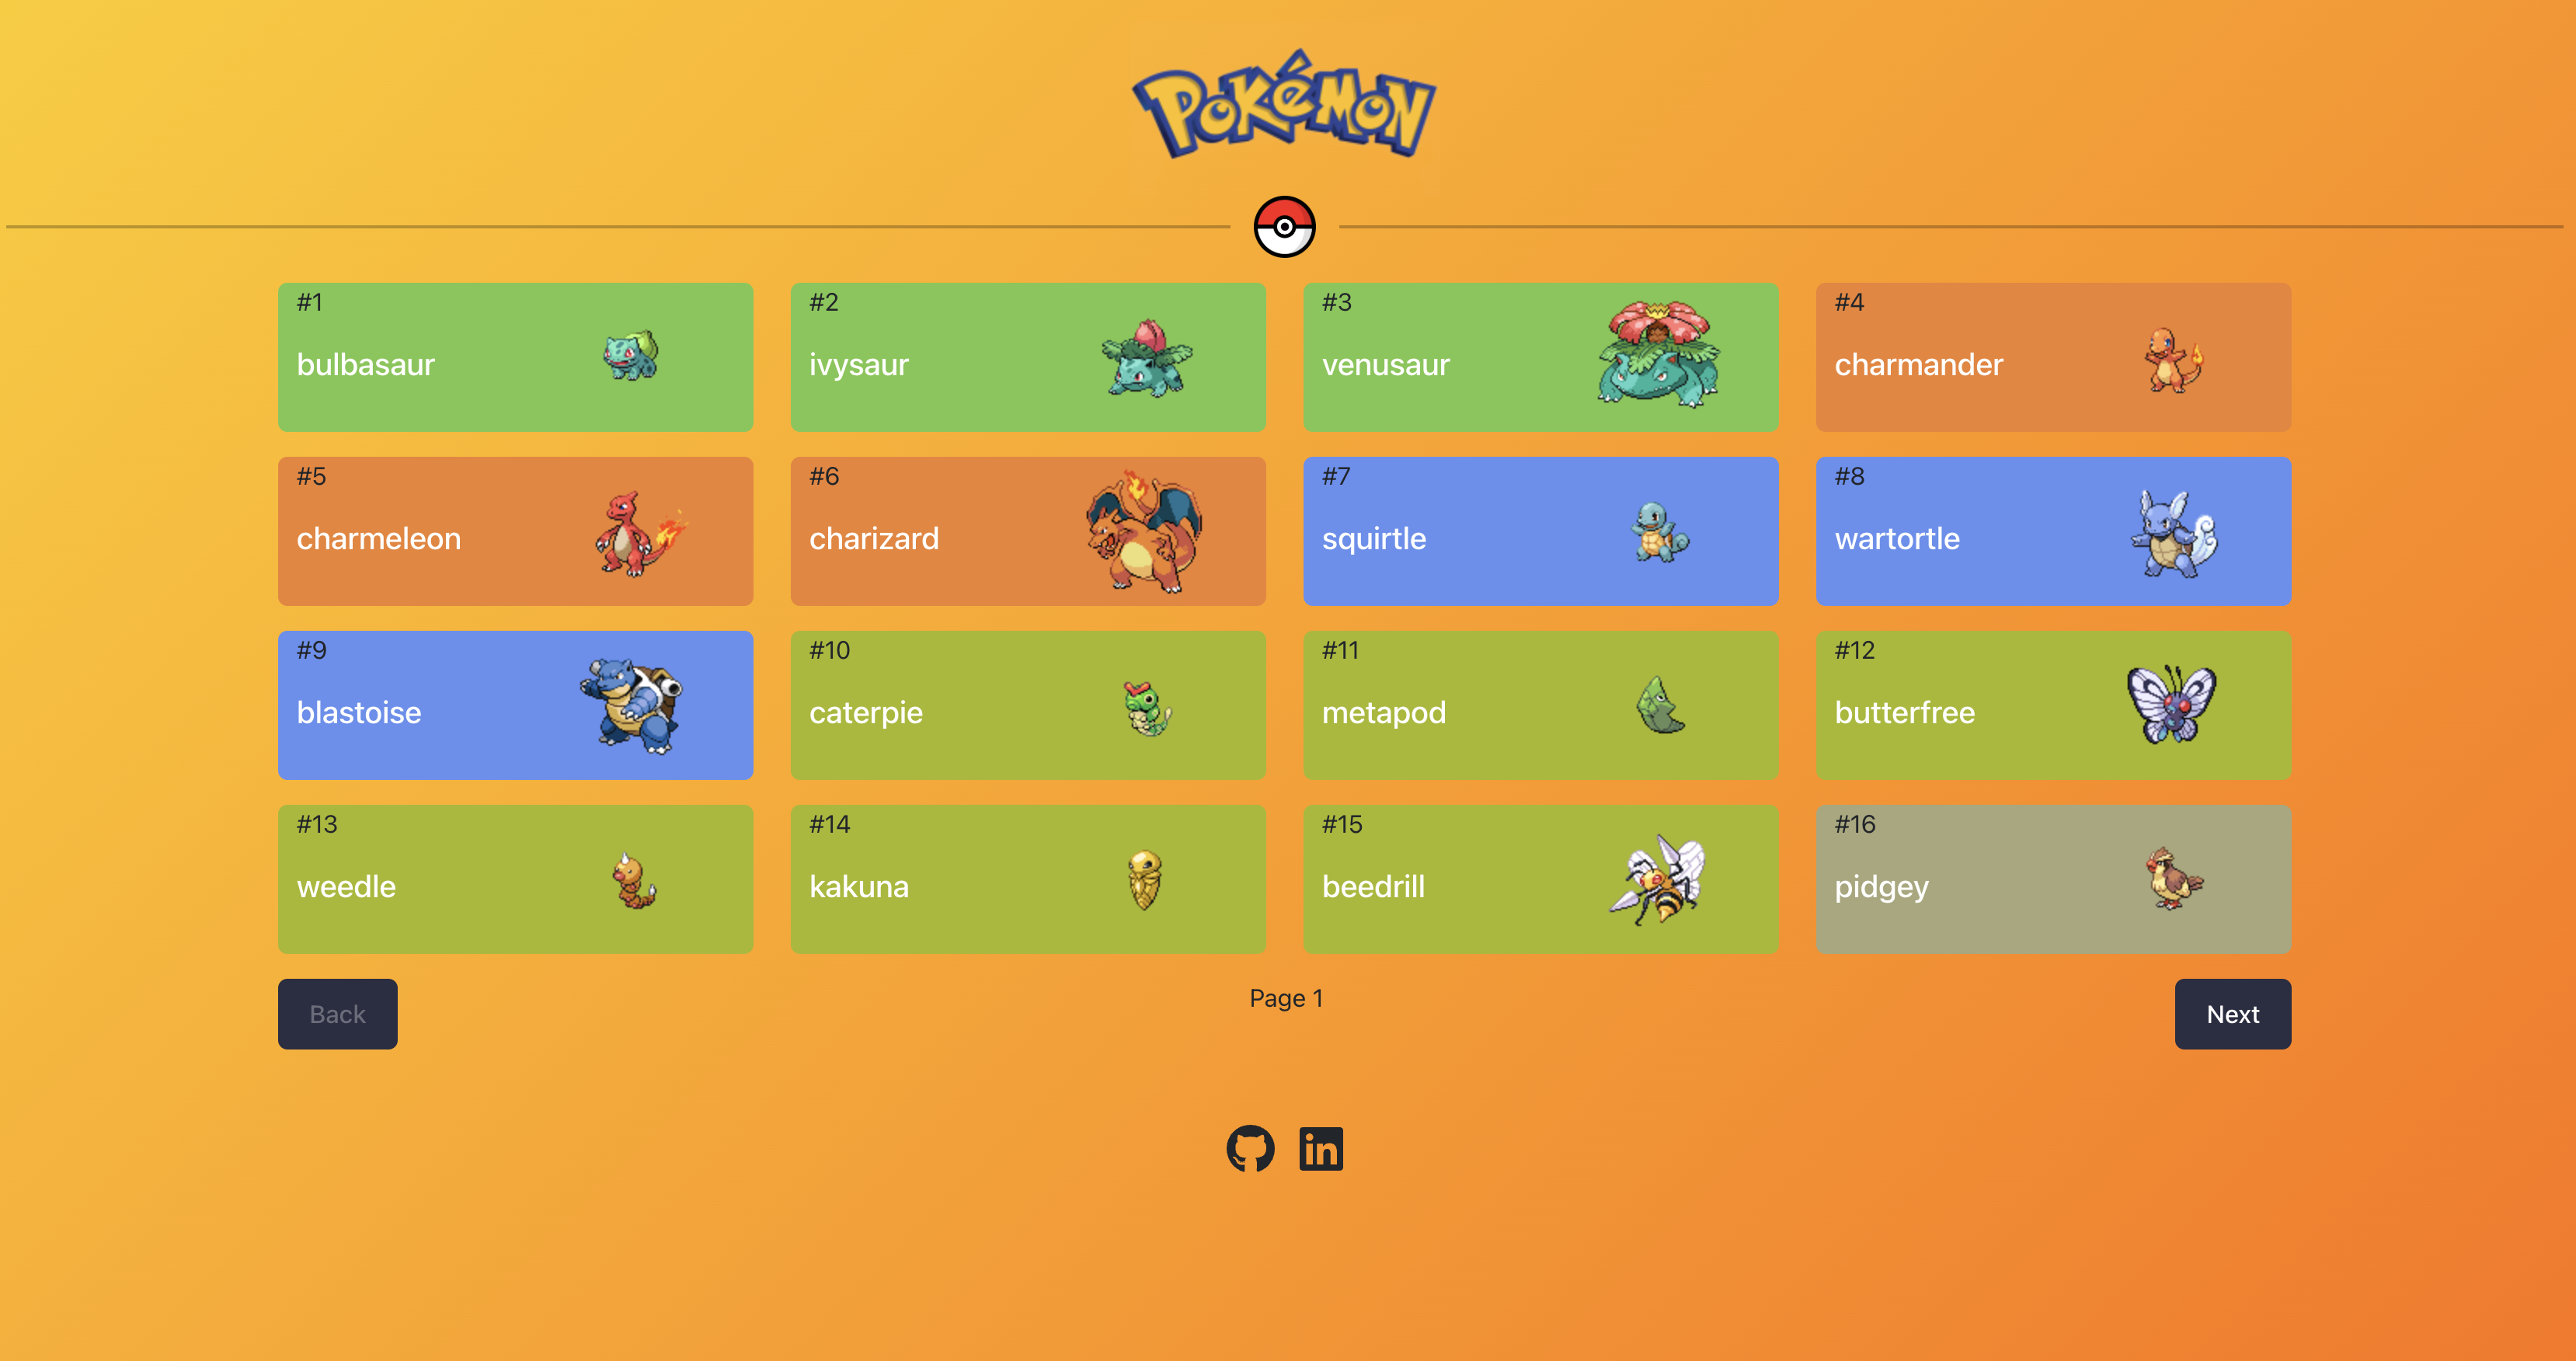 Pokémon
#1
bulbasaur
#2
ivysaur
#3
venusaur
#4
charmander
#5
charmeleon
#6
charizard
#7
squirtle
#8
wartortle
#9
blastoise
#10
caterpie
#11
metapod
#12
butterfree
#13
weedle
#14
kakuna
#15
beedrill
#16
pidgey
Back
Page 1
Next
in